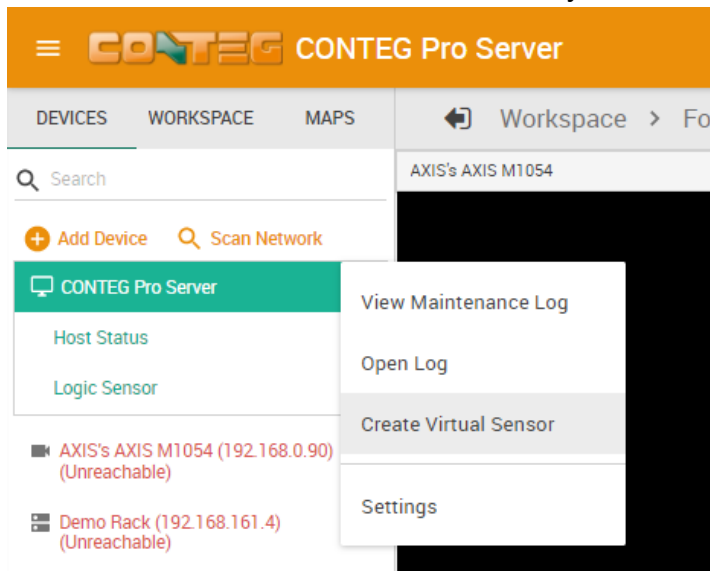 CONTEG CONTEG Pro Server
DEVICES WORKSPACE MAPS
Workspace > Fo
Search
AXIS's AXIS M1054
Add Device Scan Network
CONTEG Pro Server
Host Status
Logic Sensor
View Maintenance Log
Open Log
Create Virtual Sensor
Settings
AXIS's AXIS M1054 (192.168.0.90)
(Unreachable)
Demo Rack (192.168.161.4)
(Unreachable)